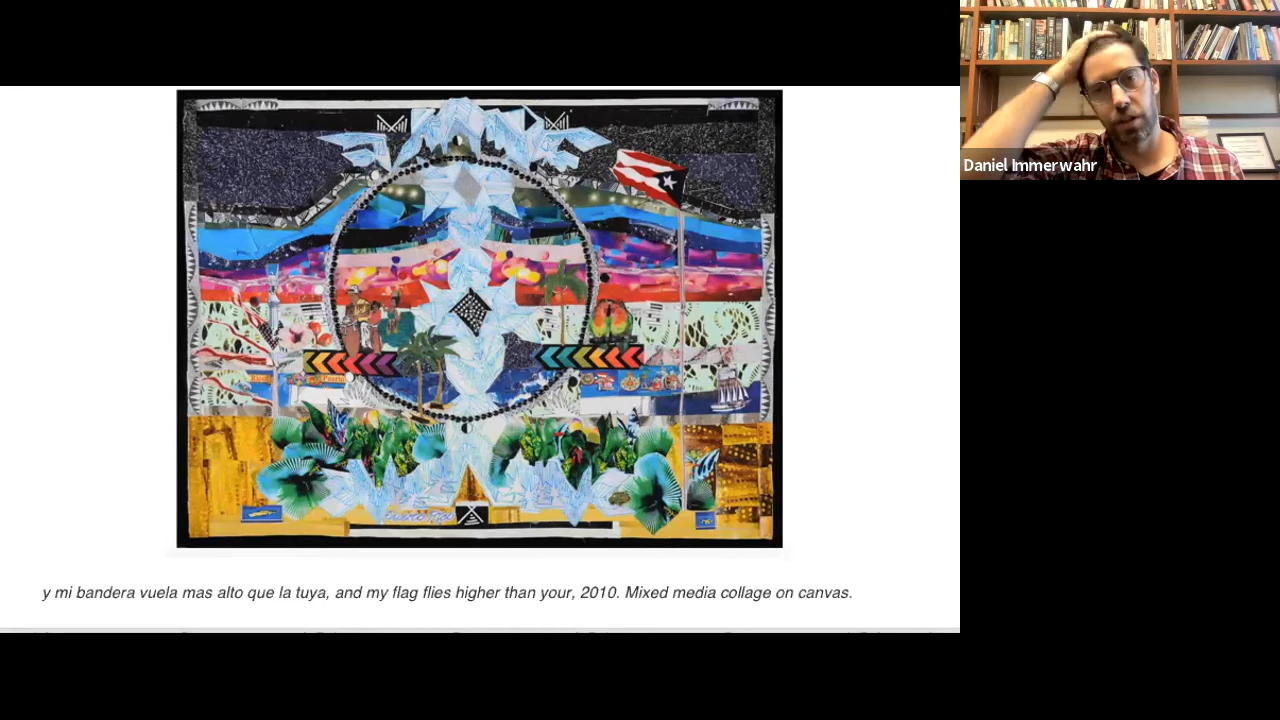 Daniel Immerwahr
y mi bandera vuela mas alto que la tuya, and my flag flies higher than your, 2010. Mixed media collage on canvas.